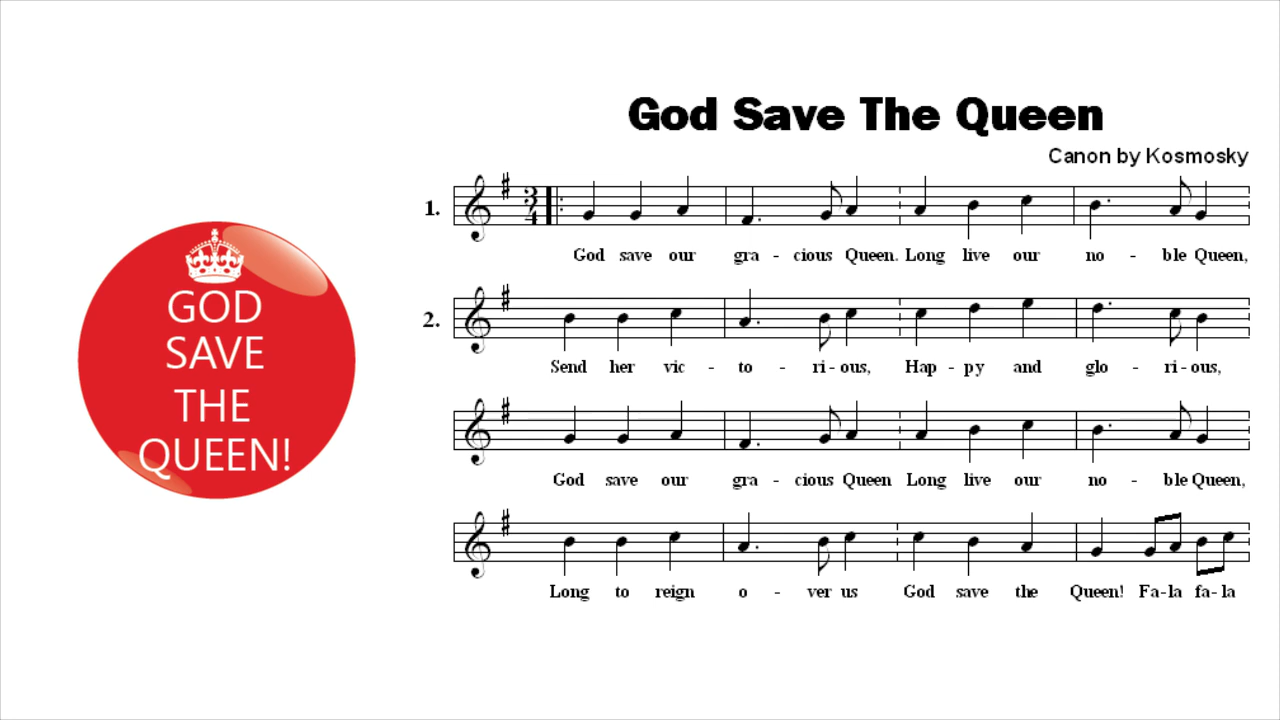 GOD
SAVE
THE
QUEEN!
God Save The Queen
Canon by Kosmosky
1.
3
4
God save our gra - cious Queen. Long live our no - ble Queen,
2.
Send her vic - to - ri - ous, Hap - py and glo - ri - ous,
God save our gra - cious Queen Long live our no - ble Queen,
Long to reign o - ver us God save the Queen! Fa - la fa - la